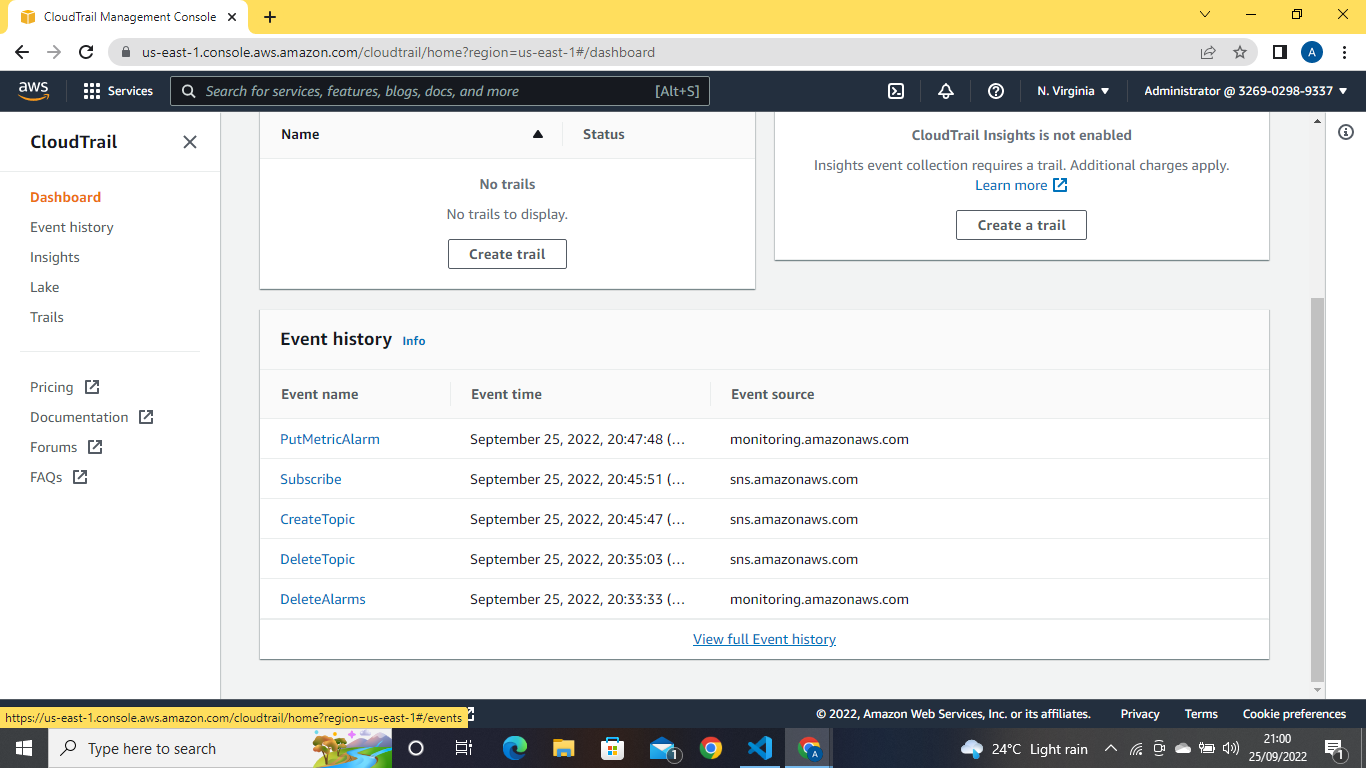 CloudTrail Management Console
us-east-1.console.aws.amazon.com/cloudtrail/home?region=us-east-1#/dashboard
A
aws
Services
Search for services, features, blogs, docs, and more
[Alt+S]
N. Virginia
Administrator @ 3269-0298-9337
CloudTrail
Dashboard
Event history
Insights
Lake
Trails
Pricing
Documentation
Forums
FAQs
Name
Status
No trails
No trails to display.
Create trail
CloudTrail Insights is not enabled
Insights event collection requires a trail. Additional charges apply.
Learn more
Create a trail
Event history Info
Event name Event time Event source
PutMetricAlarm September 25, 2022, 20:47:48 (… monitoring.amazonaws.com
Subscribe September 25, 2022, 20:45:51 (… sns.amazonaws.com
CreateTopic September 25, 2022, 20:45:47 (… sns.amazonaws.com
DeleteTopic September 25, 2022, 20:35:03 (… sns.amazonaws.com
DeleteAlarms September 25, 2022, 20:33:33 (… monitoring.amazonaws.com
View full Event history
https://us-east-1.console.aws.amazon.com/cloudtrail/home?region=us-east-1#/events
© 2022, Amazon Web Services, Inc. or its affiliates.
Privacy
Terms
Cookie preferences
Type here to search
1
A
24°C Light rain
21:00
25/09/2022
1